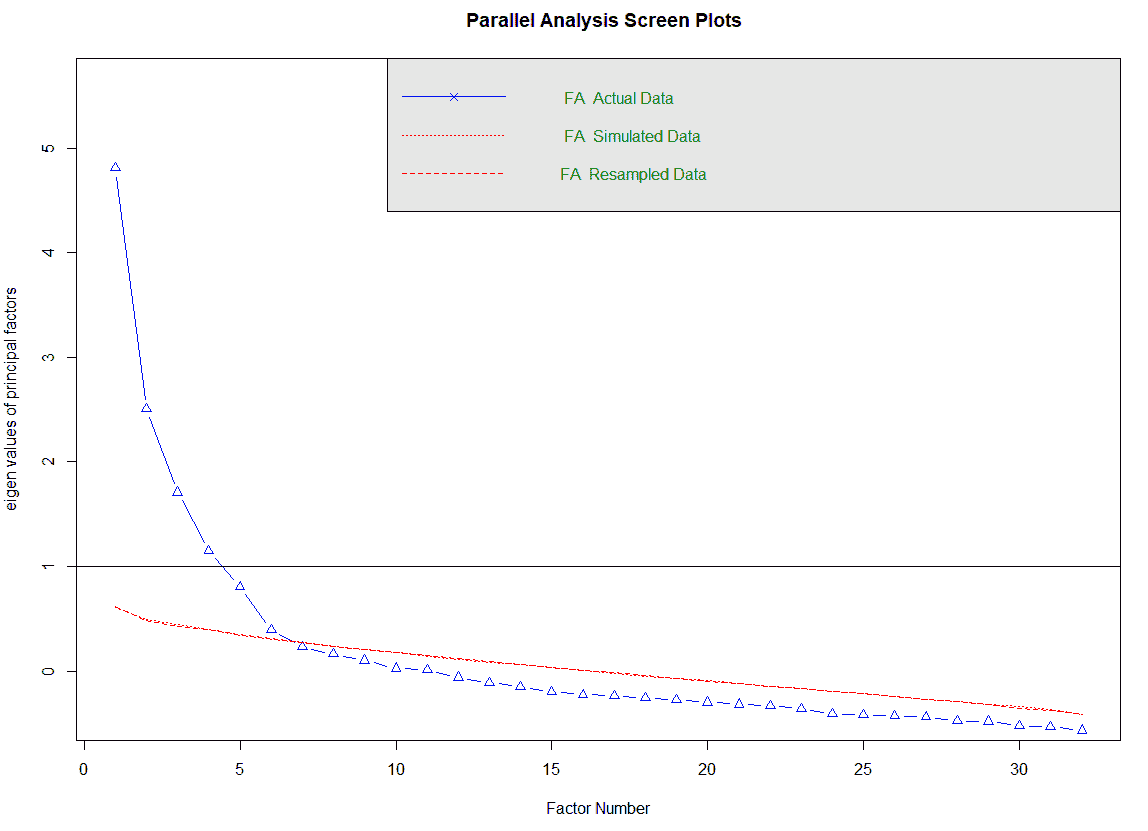 Parallel Analysis Screen Plots
FA Actual Data
FA Simulated Data
FA Resampled Data
eigen values of principal factors
5
4
3
2
1
0
0 5 10 15 20 25 30
Factor Number